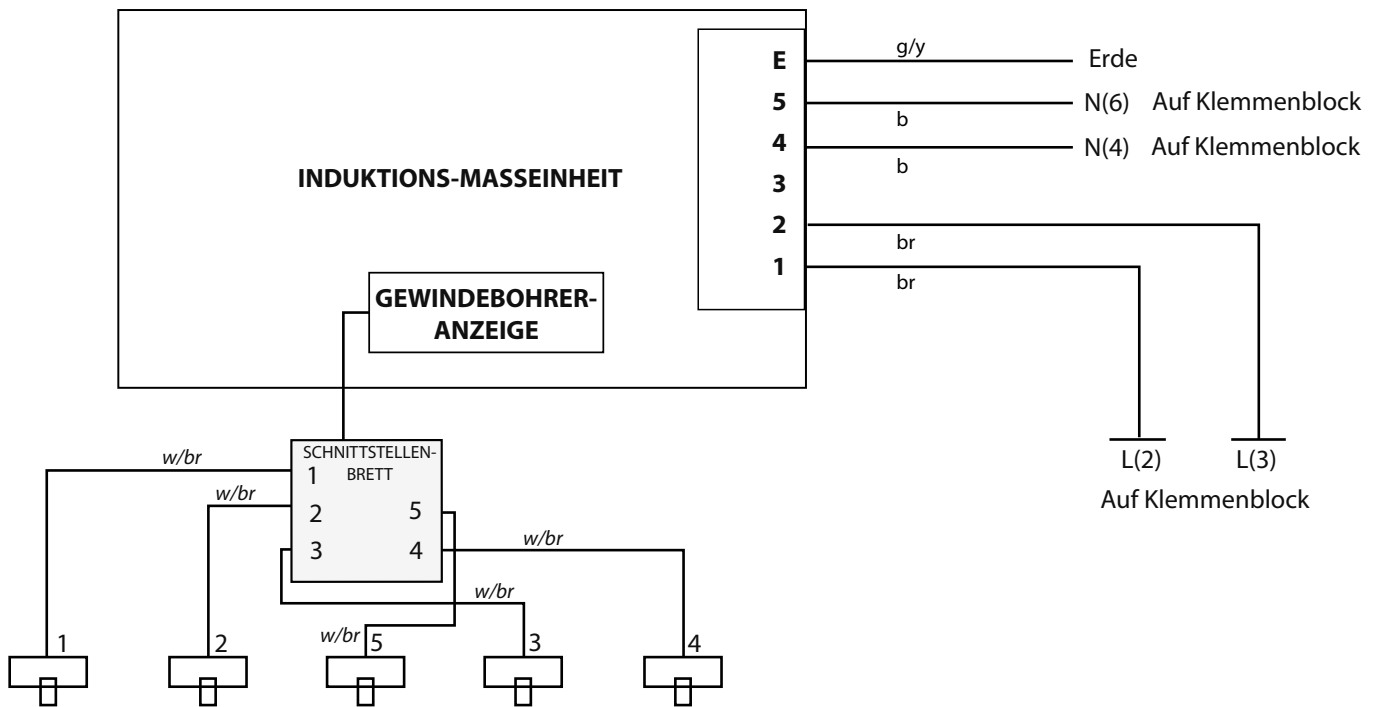 E
g/y
Erde
5
b
N(6) Auf Klemmenblock
4
b
N(4) Auf Klemmenblock
INDUKTIONS-MASSEINHEIT
3
2
br
1
br
GEWINDEBOHRER-
ANZEIGE
L(2) L(3)
Auf Klemmenblock
SCHNITTSTELLEN-
BRETT
1
2
3
5
4
w/br
w/br
w/br
w/br
w/br
1
2
5
3
4